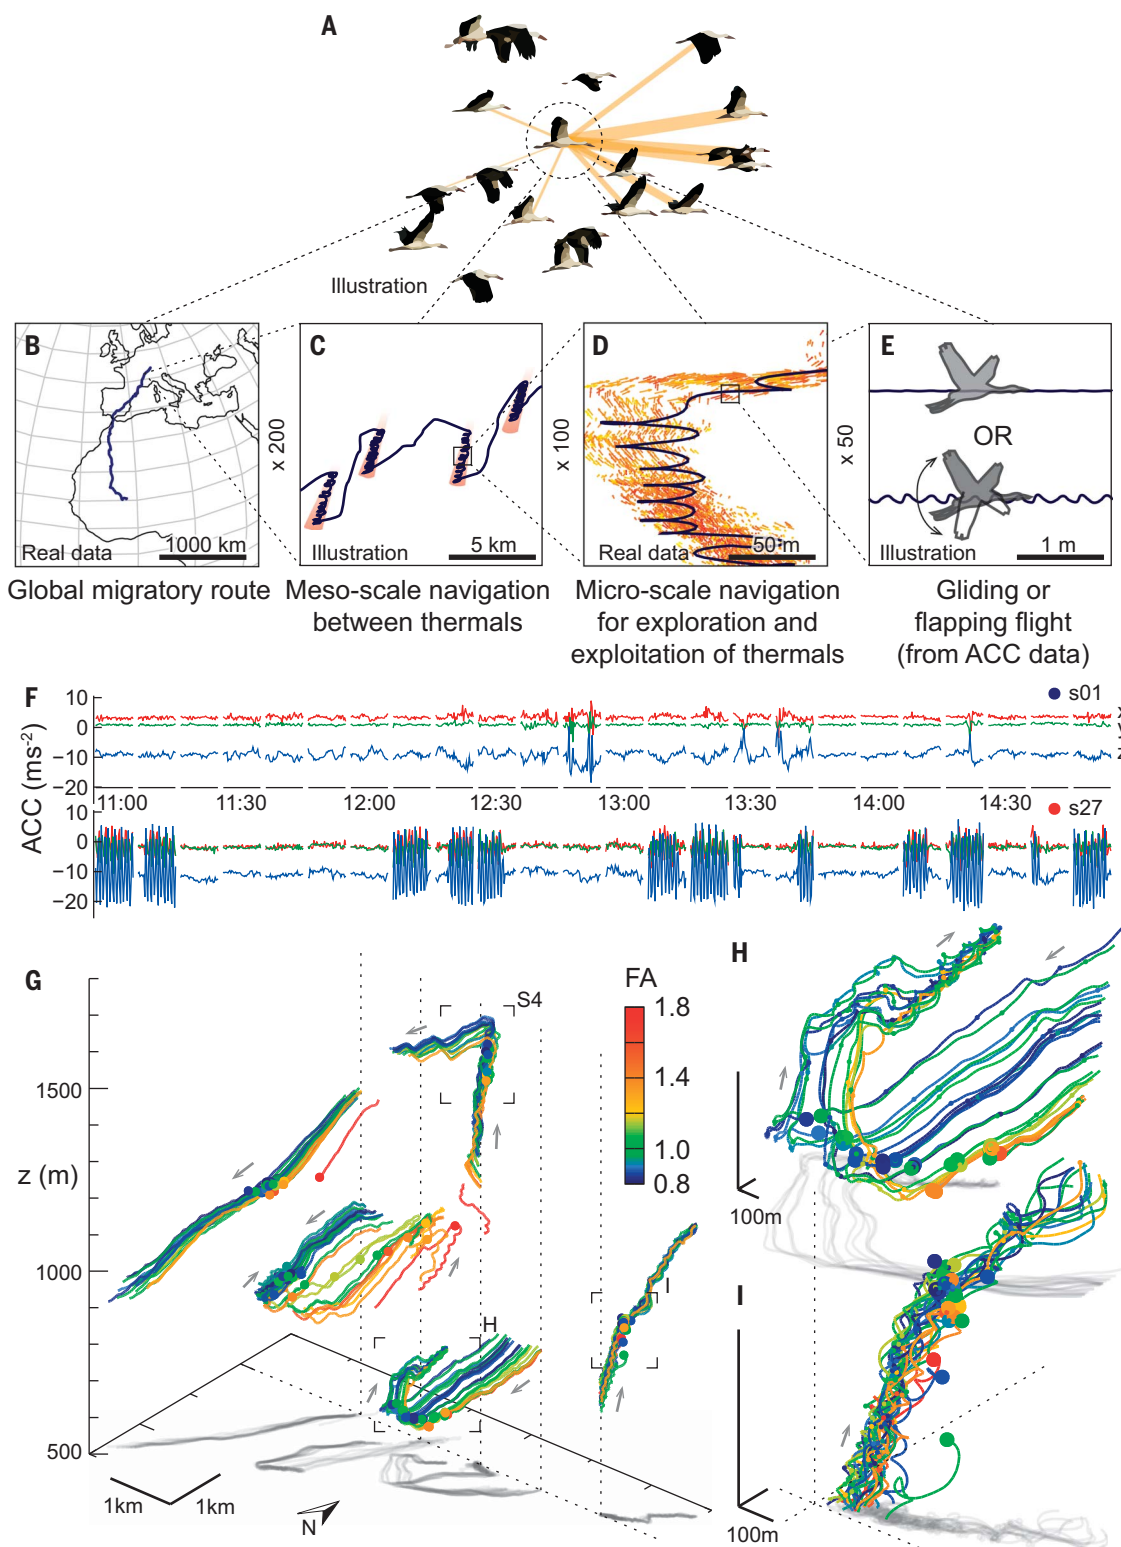 A
Illustration
B
Real data
1000 km
Global migratory route
x 200
C
Illustration
5 km
Meso-scale navigation
between thermals
x 100
D
Real data
50 m
Micro-scale navigation
for exploration and
exploitation of thermals
x 50
E
OR
Illustration
1 m
Gliding or
flapping flight
(from ACC data)
F
ACC (ms-2)
10
0
−10
−20
s01
11:00 11:30 12:00 12:30 13:00 13:30 14:00 14:30
10
0
−10
−20
s27
G
z (m)
1500
1000
500
S4
H
I
FA
1.8
1.4
1.0
0.8
1km
1km
N
H
100m
I
100m